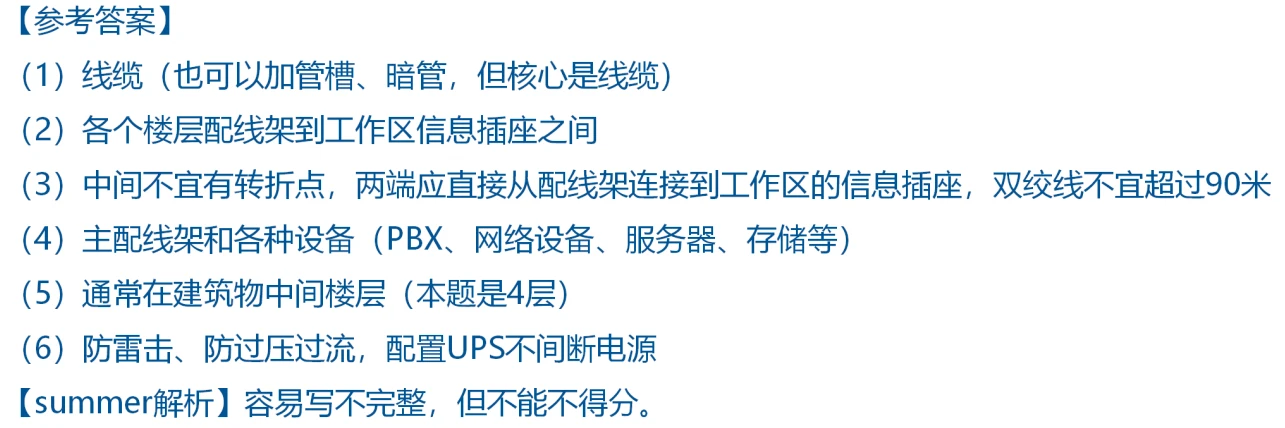 【参考答案】
（1）线缆（也可以加管槽、暗管，但核心是线缆）
（2）各个楼层配线架到工作区信息插座之间
（3）中间不宜有转折点，两端应直接从配线架连接到工作区的信息插座，双绞线不宜超过90米
（4）主配线架和各种设备（PBX、网络设备、服务器、存储等）
（5）通常在建筑物中间楼层（本题是4层）
（6）防雷击、防过压过流，配置UPS不间断电源
【summer解析】容易写不完整，但不能不得分。